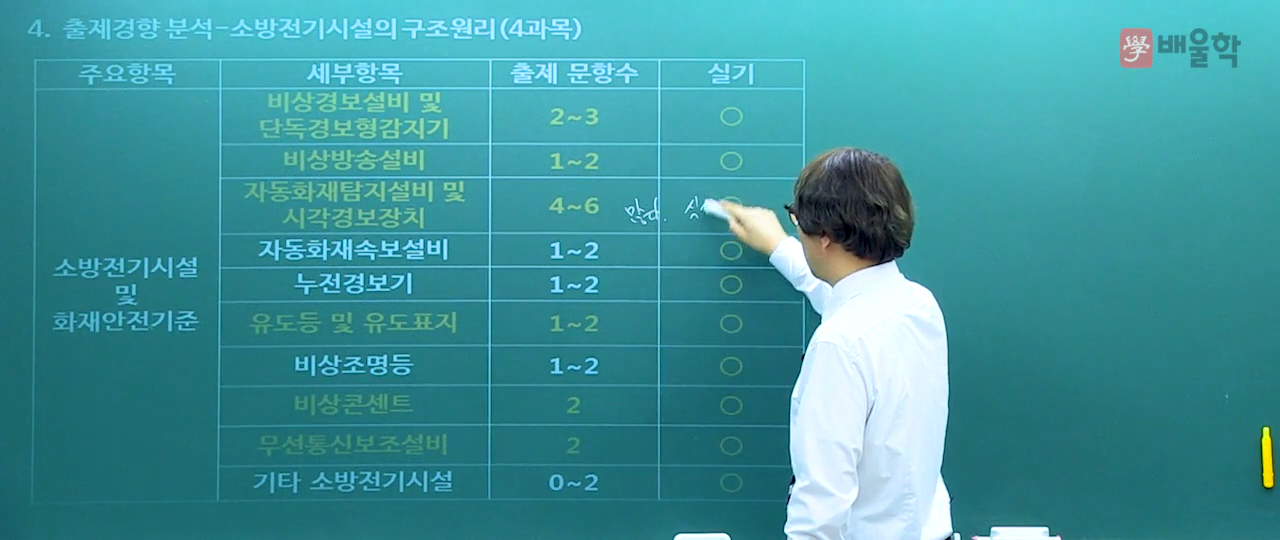 4. 출제경향 분석-소방전기시설의 구조원리(4과목)
學 배울학
주요항목 세부항목 출제 문항수 실기
소방전기시설
및
화재안전기준
비상경보설비 및
단독경보형감지기 2~3 ○
비상방송설비 1~2 ○
자동화재탐지설비 및
시각경보장치 4~6 많다.
자동화재속보설비 1~2 ○
누전경보기 1~2 ○
유도등 및 유도표지 1~2 ○
비상조명등 1~2 ○
비상콘센트 2 ○
무선통신보조설비 2 ○
기타 소방전기시설 0~2 ○